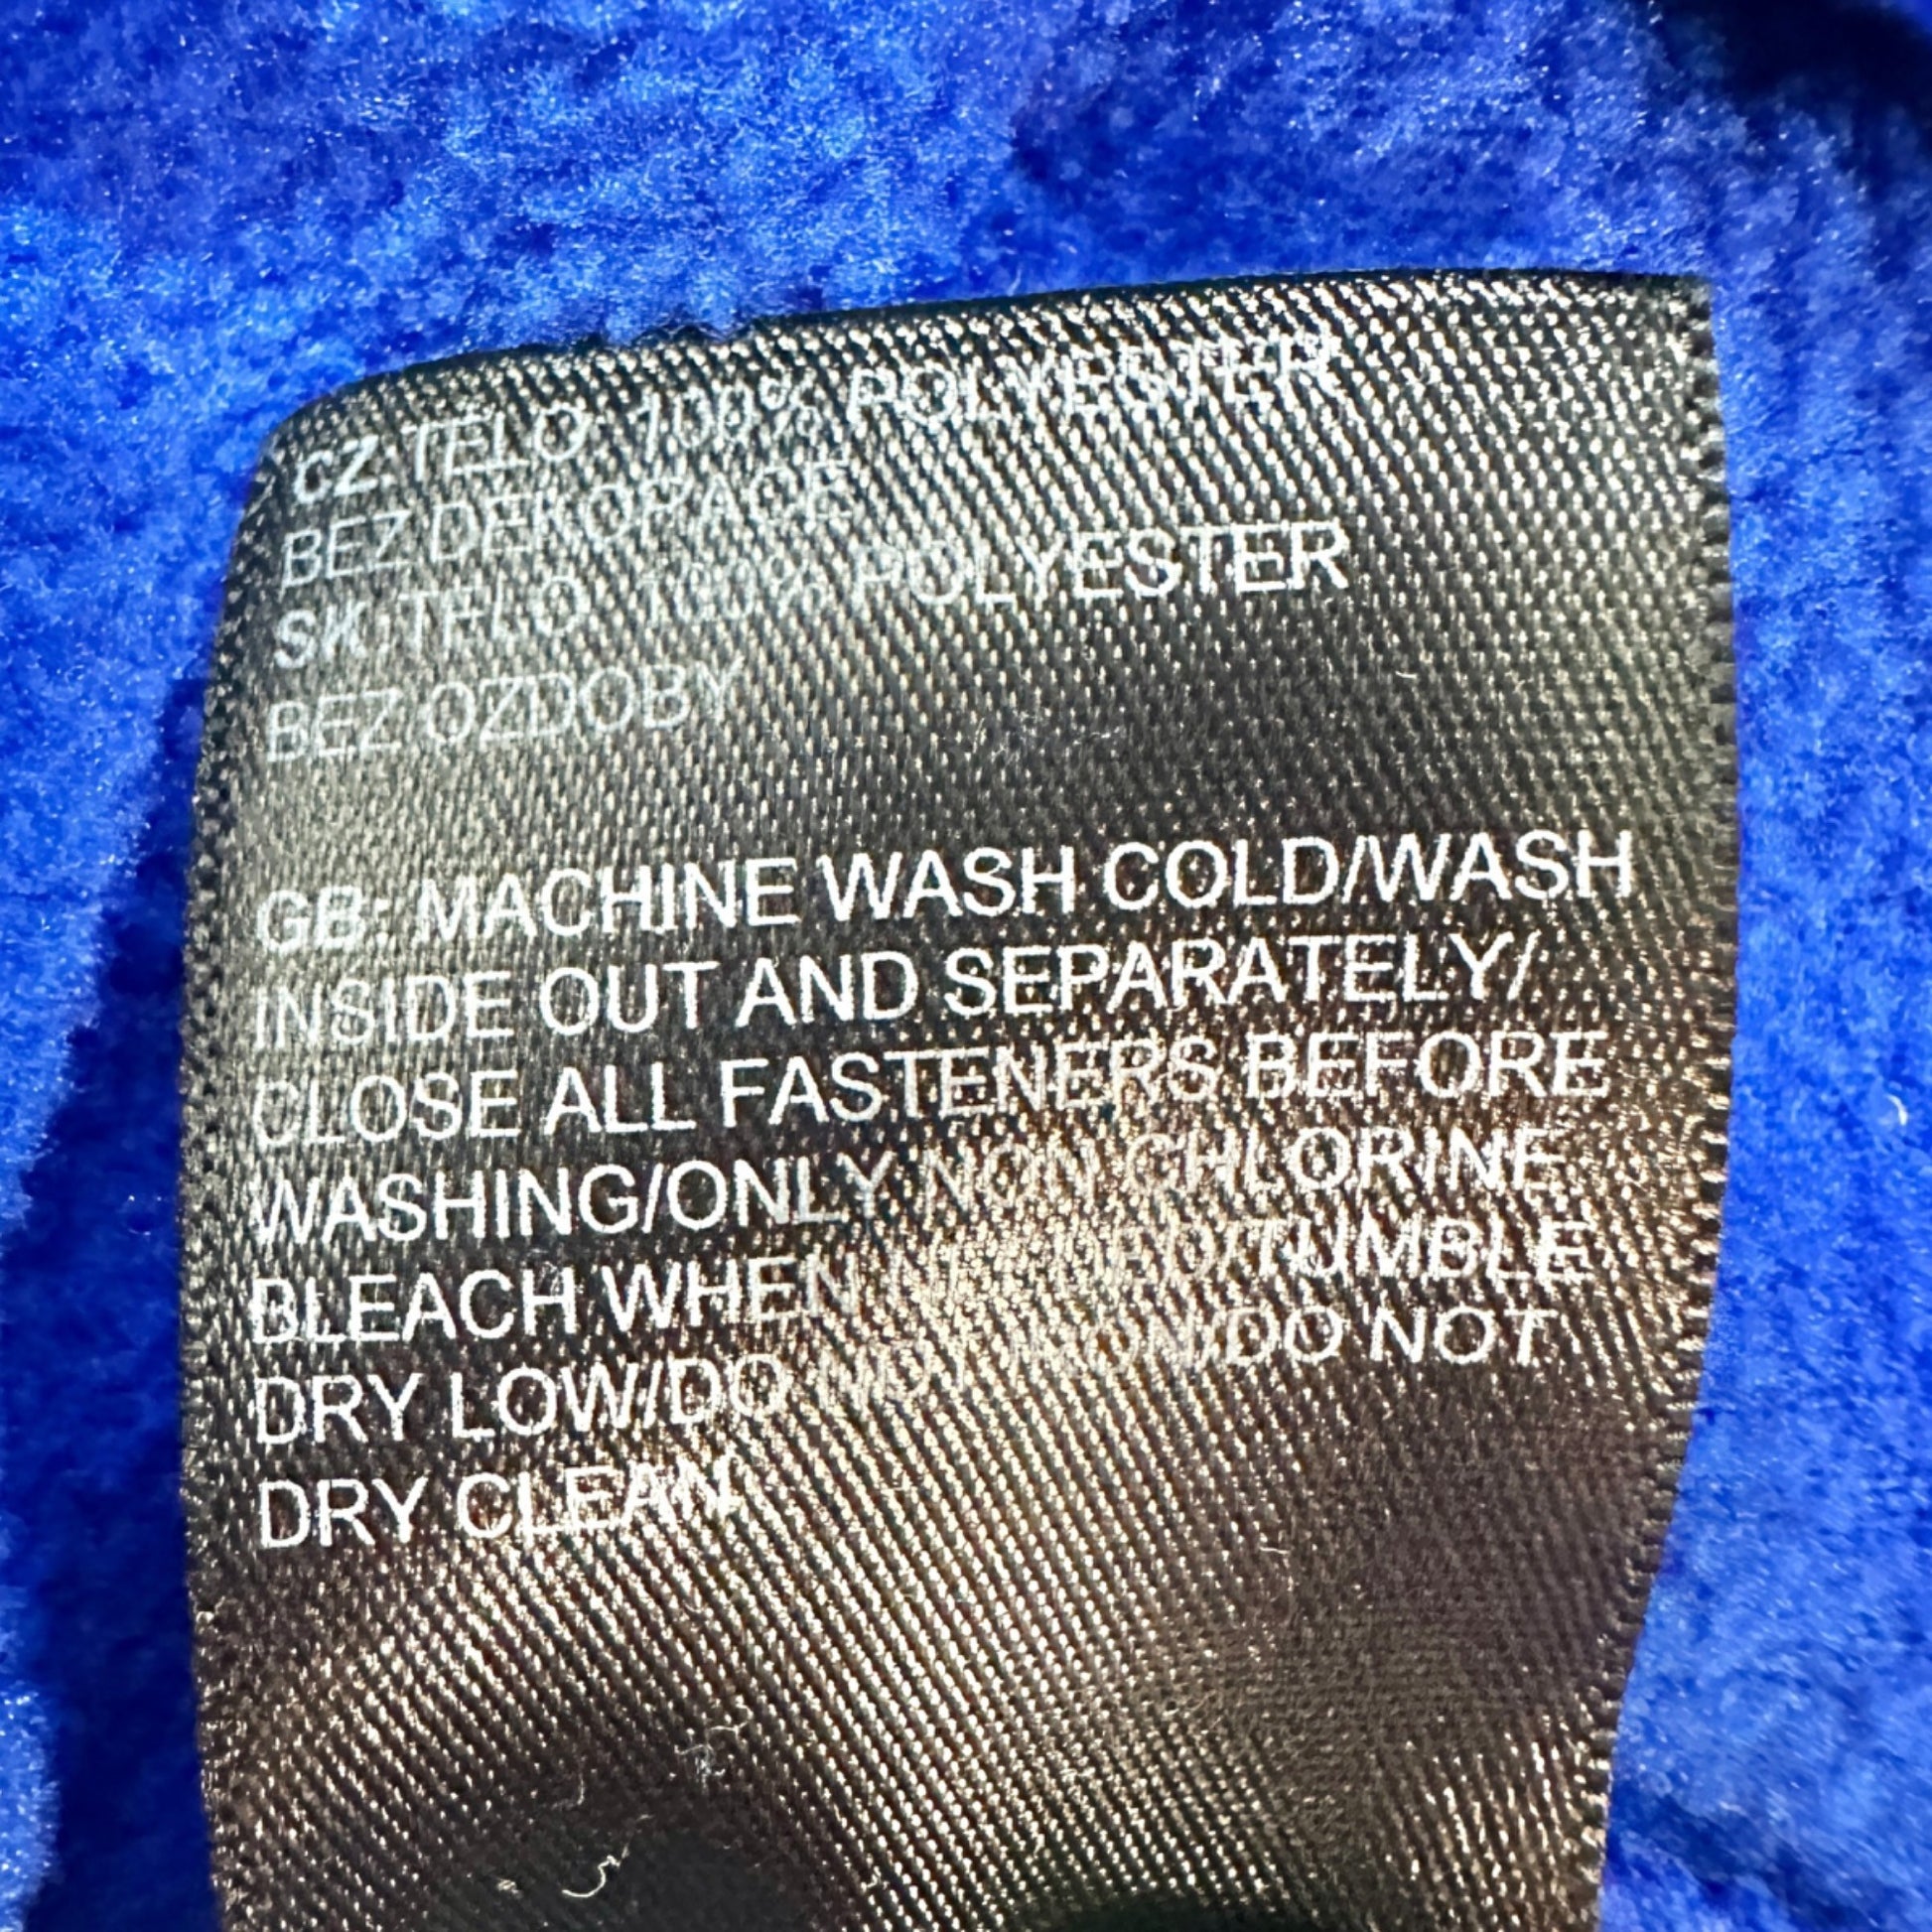 CZ:TELO 100% POLYESTER
BEZ DEKORACE
SK:TELO 100% POLYESTER
BEZ OZDOBY
GB: MACHINE WASH COLD/WASH
INSIDE OUT AND SEPARATELY/
CLOSE ALL FASTENERS BEFORE
WASHING/ONLY NON CHLORINE
BLEACH WHEN NEEDED/TUMBLE
DRY LOW/DO NOT IRON/DO NOT
DRY CLEAN